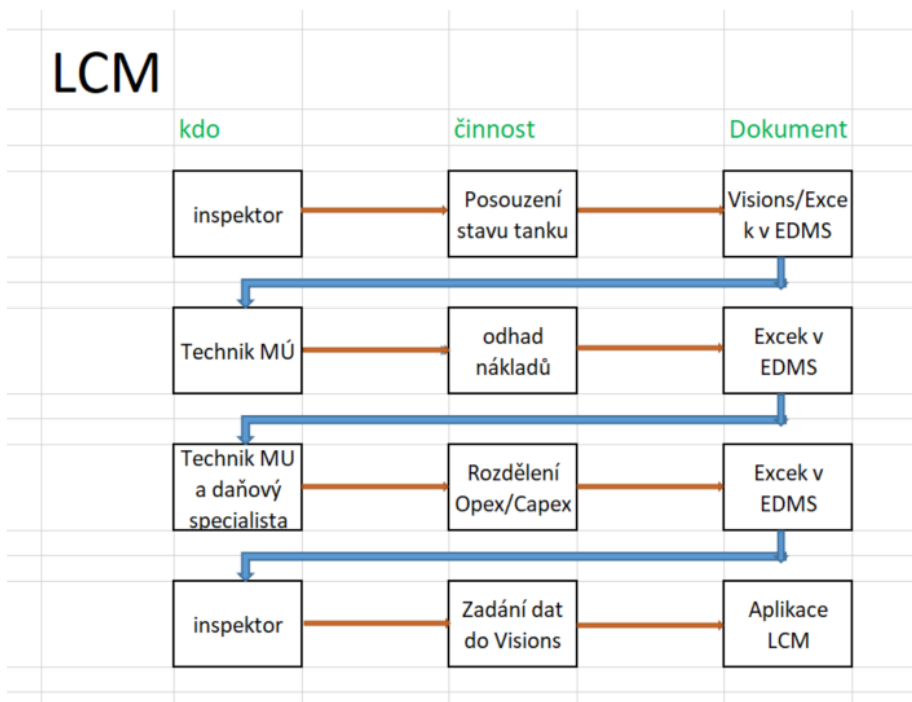 LCM
kdo
činnost
Dokument
inspektor
Posouzení
stavu tanku
Visions/Exce
k v EDMS
Technik MÚ
odhad
nákladů
Excek v
EDMS
Technik MU
a daňový
specialista
Rozdělení
Opex/Capex
Excek v
EDMS
inspektor
Zadání dat
do Visions
Aplikace
LCM